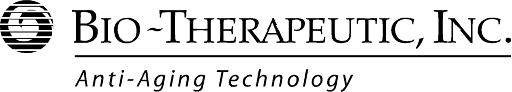 BIO~THERAPEUTIC, INC.
Anti-Aging Technology